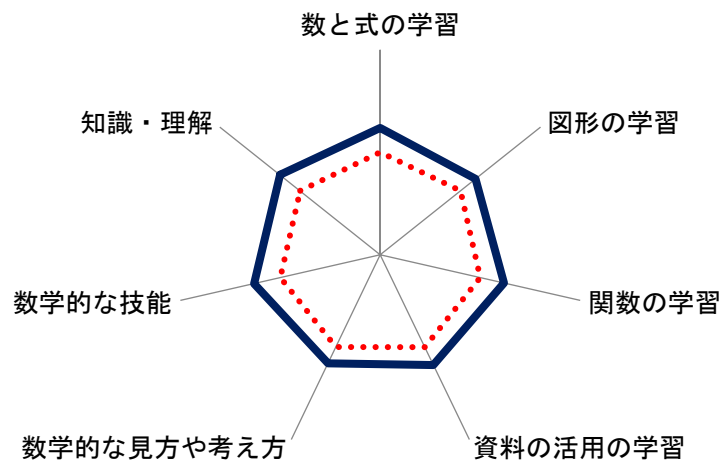 数と式の学習
図形の学習
関数の学習
資料の活用の学習
数学的な見方や考え方
数学的な技能
知識・理解